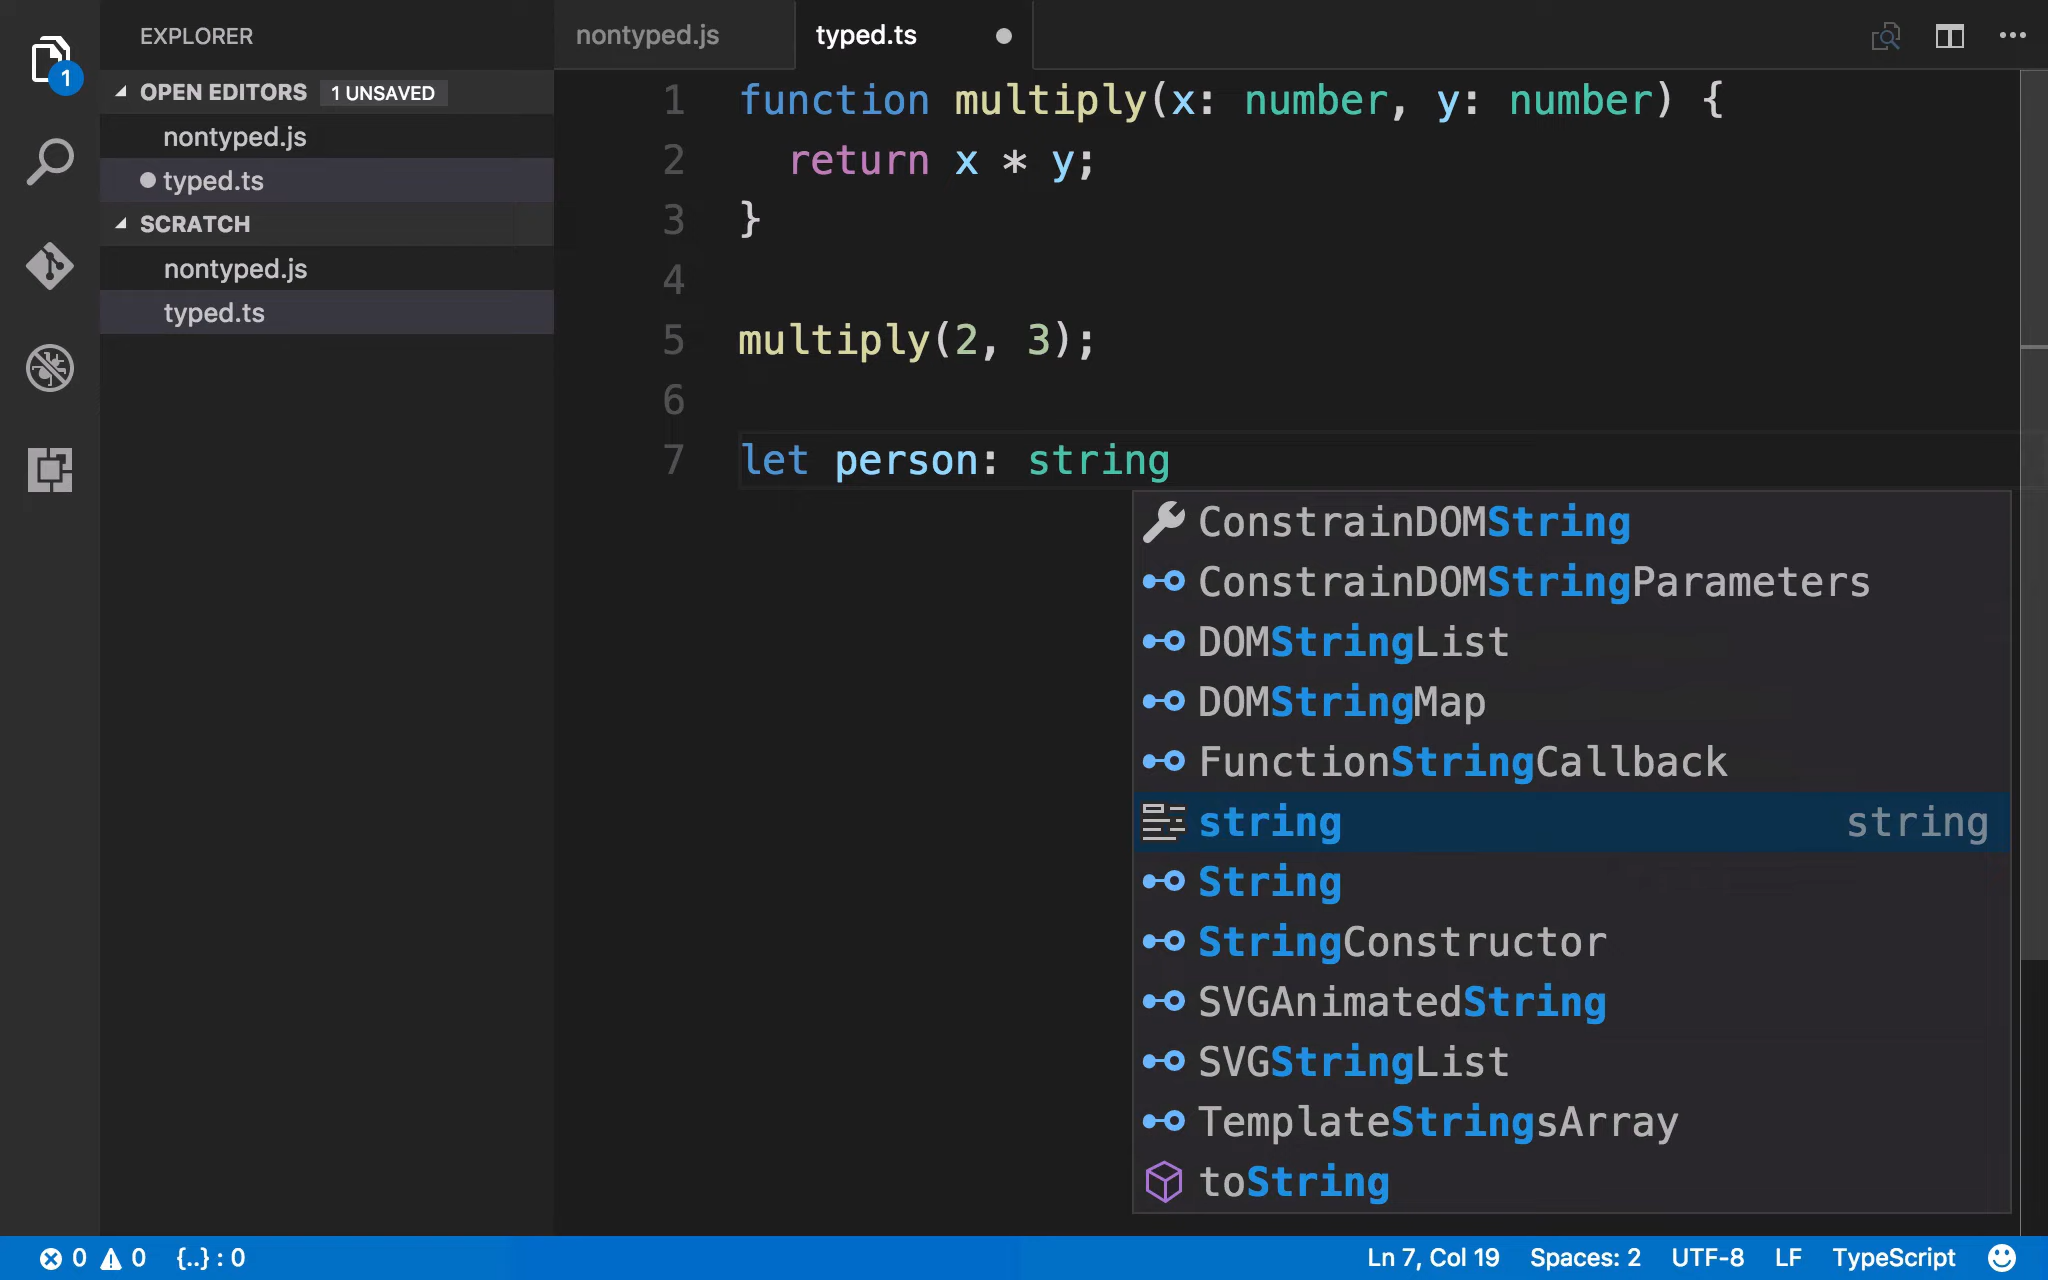 EXPLORER
1
OPEN EDITORS 1 UNSAVED
nontyped.js
typed.ts
SCRATCH
nontyped.js
typed.ts
nontyped.js typed.ts
1 function multiply(x: number, y: number) {
2 return x * y;
3 }
4
5 multiply(2, 3);
6
7 let person: string
ConstrainDOMString
ConstrainDOMStringParameters
DOMStringList
DOMStringMap
FunctionStringCallback
string string
String
StringConstructor
SVGAnimatedString
SVGStringList
TemplateStringsArray
toString
0 0 {..} : 0 Ln 7, Col 19 Spaces: 2 UTF-8 LF TypeScript